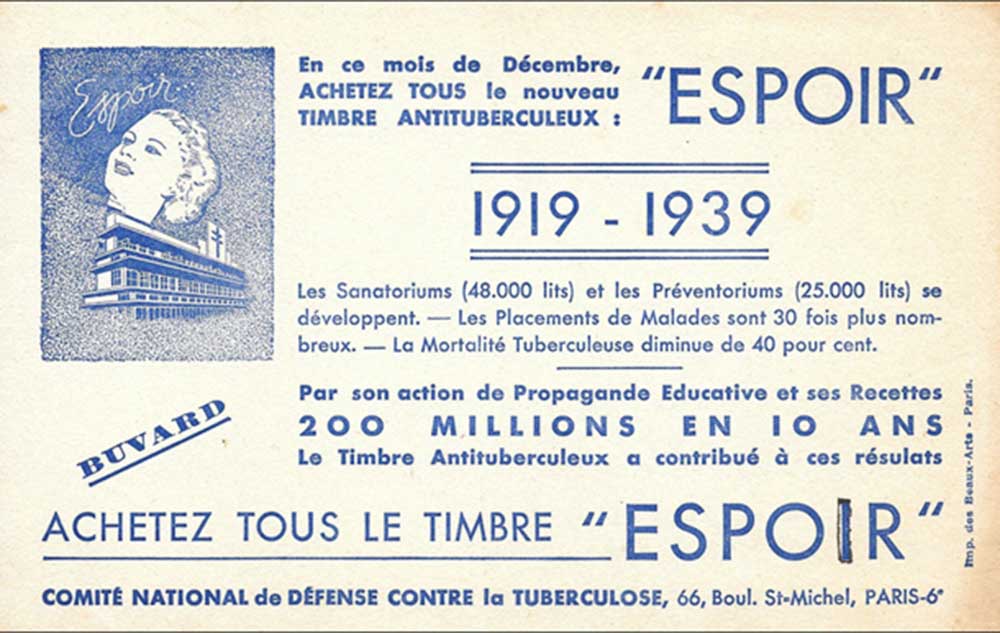 Espoir...
En ce mois de Décembre,
ACHETEZ TOUS le nouveau
TIMBRE ANTITUBERCULEUX :
"ESPOIR"
1919 - 1939
Les Sanatoriums (48.000 lits) et les Préventoriums (25.000 lits) se
développent. — Les Placements de Malades sont 30 fois plus nom-
breux. — La Mortalité Tuberculeuse diminue de 40 pour cent.
Par son action de Propagande Educative et ses Recettes
200 MILLIONS EN 10 ANS
Le Timbre Antituberculeux a contribué à ces résulats
BUVARD
ACHETEZ TOUS LE TIMBRE "ESPOIR"
COMITÉ NATIONAL de DÉFENSE CONTRE la TUBERCULOSE, 66, Boul. St-Michel, PARIS-6ᵉ
Imp. des Beaux-Arts - Paris.